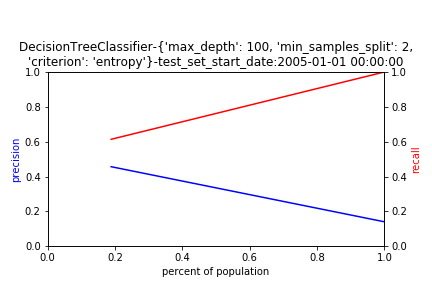 DecisionTreeClassifier-{'max_depth': 100, 'min_samples_split': 2,
'criterion': 'entropy'}-test_set_start_date:2005-01-01 00:00:00
1.0
0.8
0.6
0.4
0.2
0.0
precision
1.0
0.8
0.6
0.4
0.2
0.0
recall
0.0 0.2 0.4 0.6 0.8 1.0
percent of population